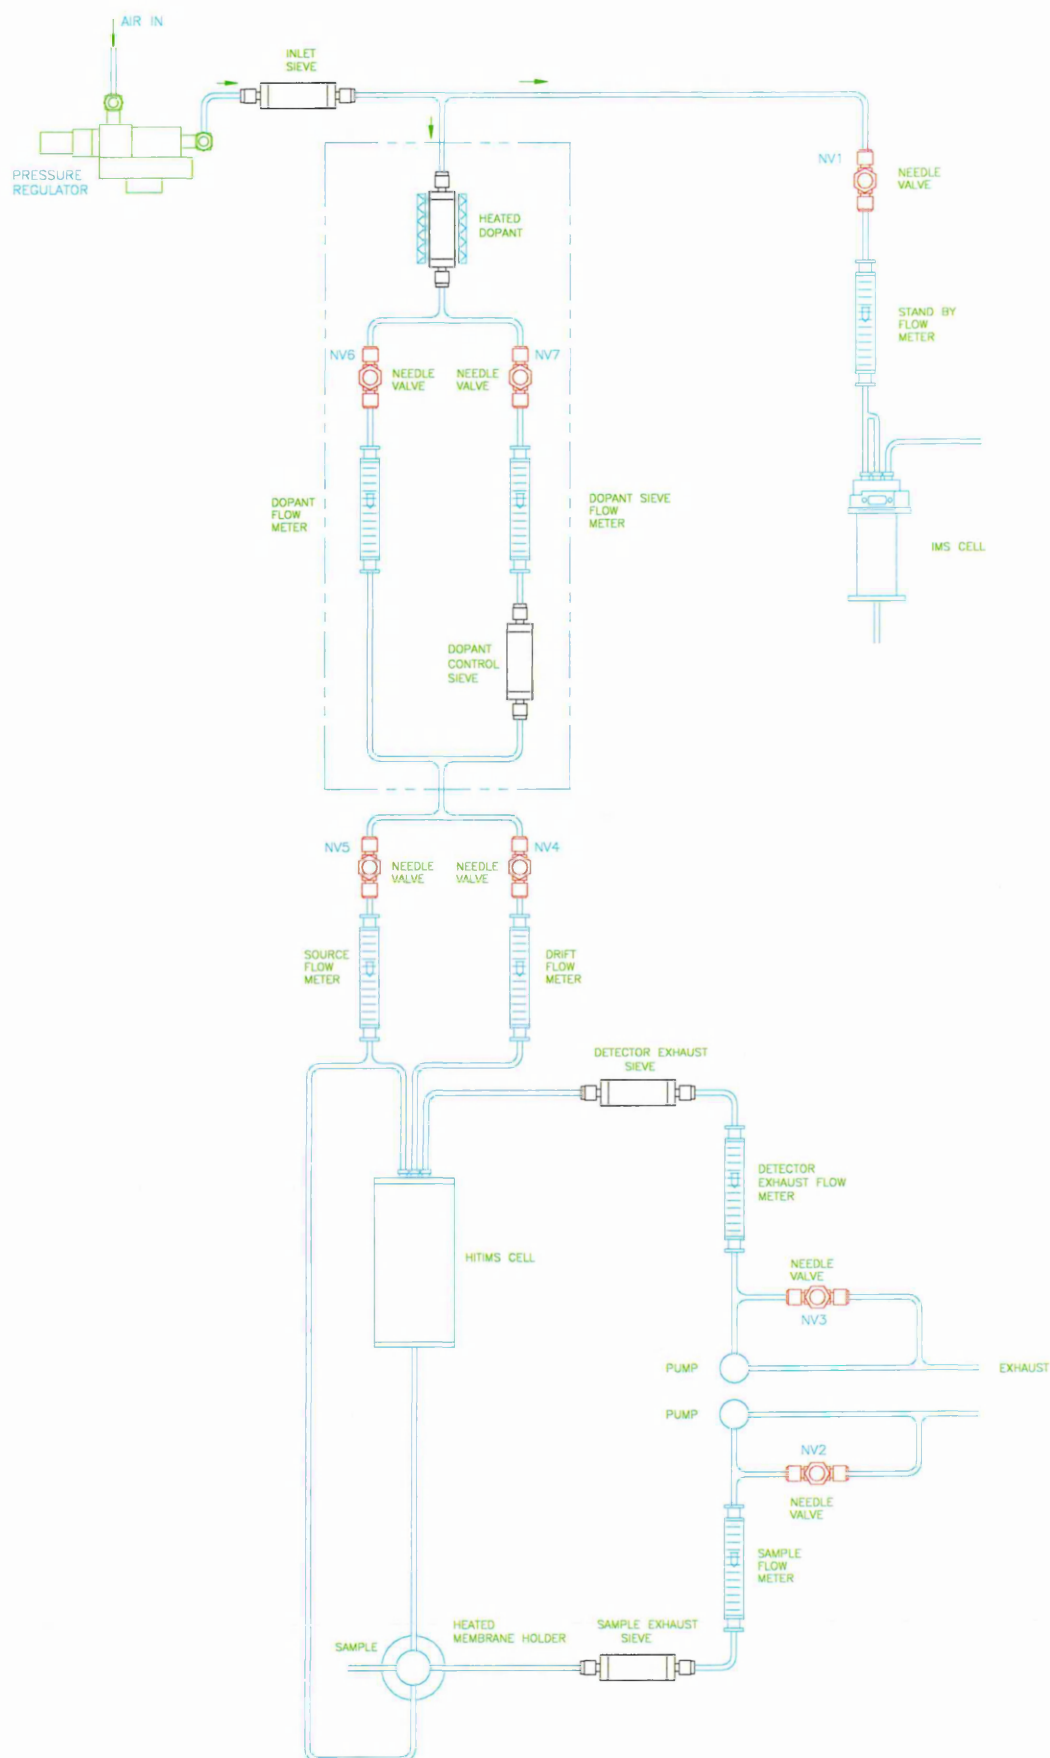 AIR IN
INLET
SIEVE
PRESSURE
REGULATOR
NV1
NEEDLE
VALVE
HEATED
DOPANT
STAND BY
FLOW
METER
NV6
NEEDLE
VALVE
NEEDLE
VALVE
NV7
DOPANT
FLOW
METER
DOPANT SIEVE
FLOW
METER
IMS CELL
DOPANT
CONTROL
SIEVE
NV5
NEEDLE
VALVE
NEEDLE
VALVE
NV4
SOURCE
FLOW
METER
DRIFT
FLOW
METER
DETECTOR EXHAUST
SIEVE
DETECTOR
EXHAUST FLOW
METER
HITIMS CELL
NEEDLE
VALVE
NV3
PUMP
EXHAUST
PUMP
NV2
NEEDLE
VALVE
SAMPLE
FLOW
METER
HEATED
MEMBRANE HOLDER
SAMPLE
SAMPLE EXHAUST
SIEVE